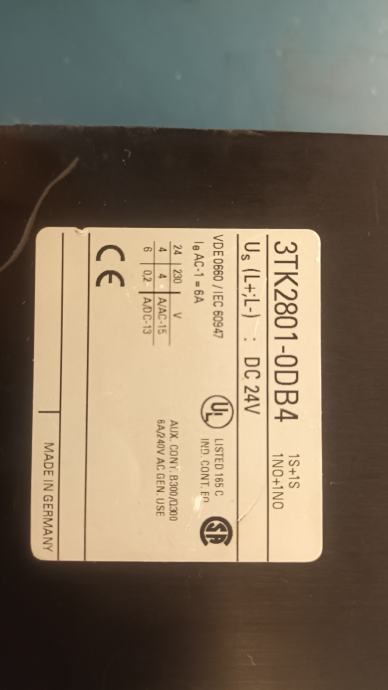 3TK2801-0DB4
1S+1S
1NO+1NO
Us (L+;L-) : DC 24V
VDE 0660 / IEC 60947
Ie AC-1 = 6A
24 230 V
4 4 A/AC-15
6 0,2 A/DC-13
UL
LISTED 165 C
IND. CONT. EQ
SA
AUX. CONT. B300/Q300
6A/240V AC GEN. USE
CE
MADE IN GERMANY